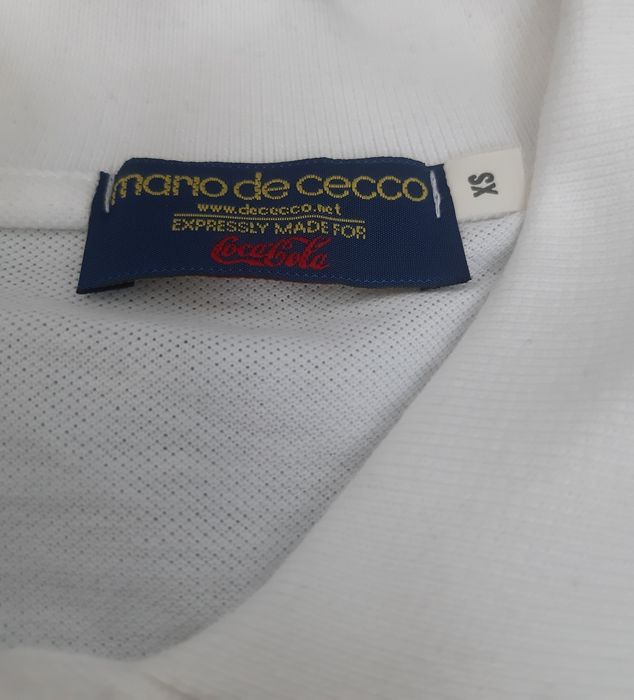 mario de cecco
www.dececco.net
EXPRESSLY MADE FOR
Coca-Cola
XS